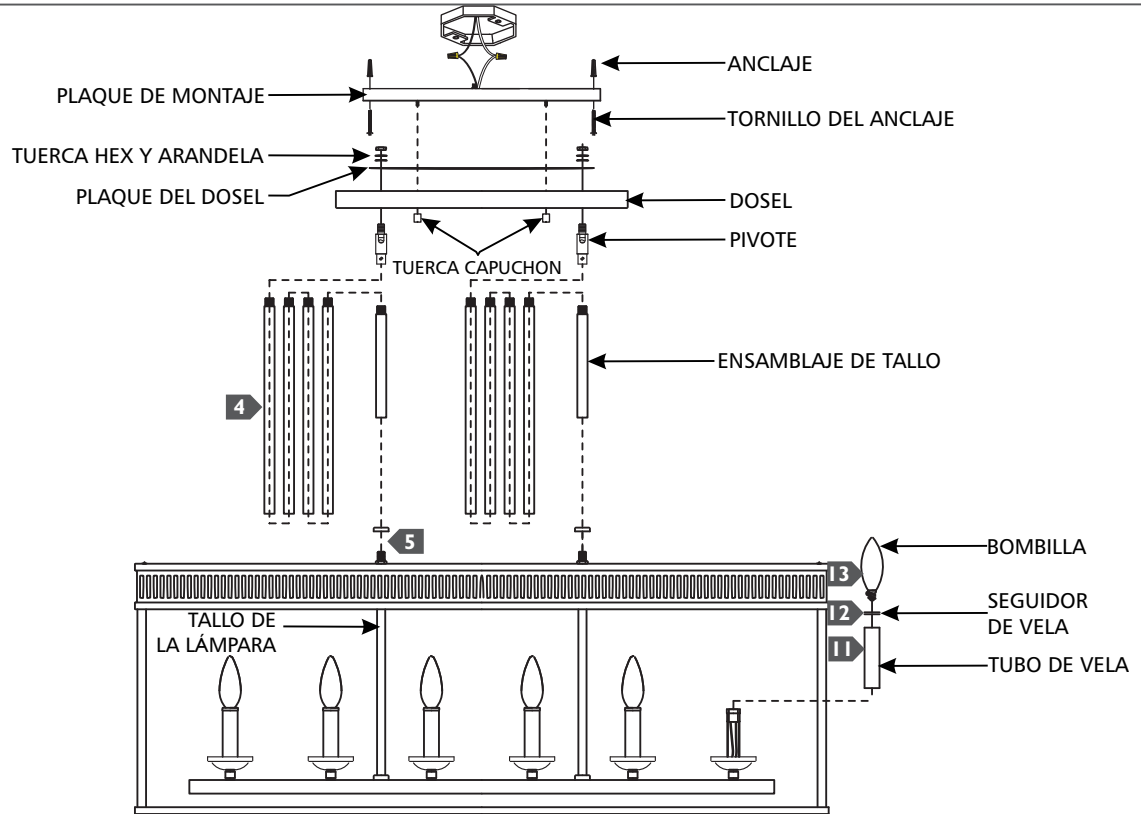 ANCLAJE
PLAQUE DE MONTAJE
TORNILLO DEL ANCLAJE
TUERCA HEX Y ARANDELA
PLAQUE DEL DOSEL
DOSEL
PIVOTE
TUERCA CAPUCHON
ENSAMBLAJE DE TALLO
4
5
BOMBILLA
13
SEGUIDOR
DE VELA
12
TALLO DE
LA LÁMPARA
11
TUBO DE VELA